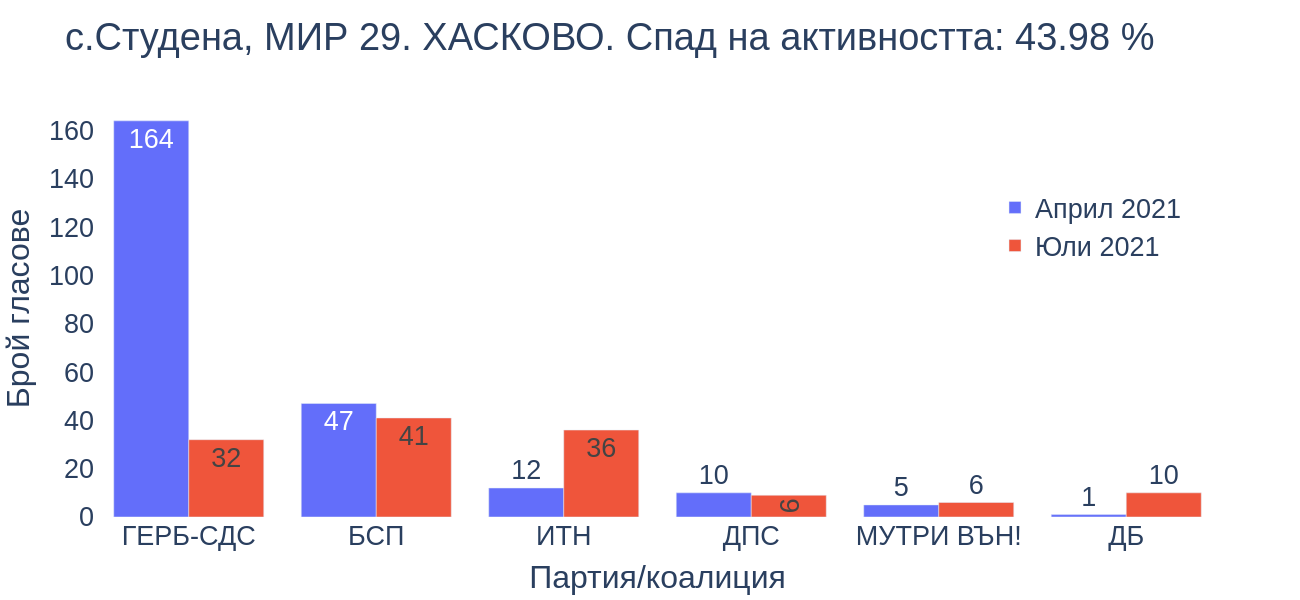 с.Студена, МИР 29. ХАСКОВО. Спад на активността: 43.98 %
160
140
120
100
80
60
40
20
0
Брой гласове
164
32
47
41
12
36
10
9
5
6
1
10
Април 2021
Юли 2021
ГЕРБ-СДС
БСП
ИТН
ДПС
МУТРИ ВЪН!
ДБ
Партия/коалиция